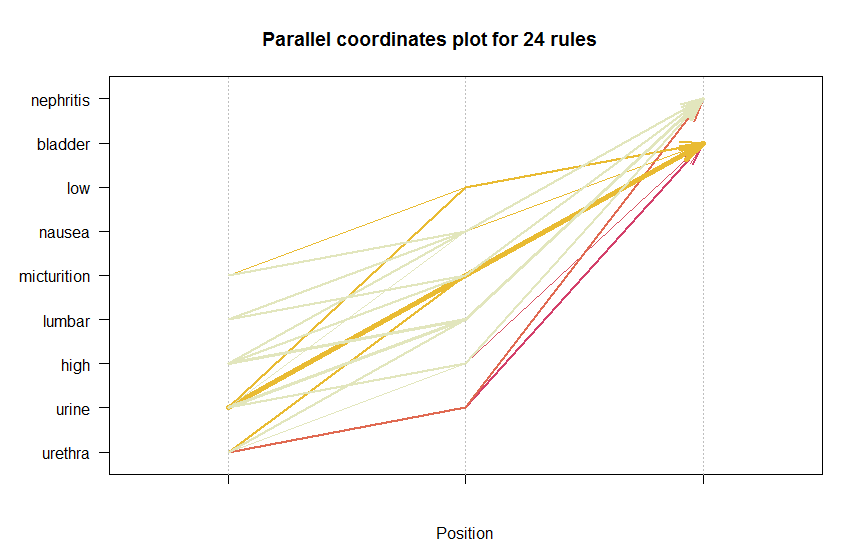 Parallel coordinates plot for 24 rules
nephritis
bladder
low
nausea
micturition
lumbar
high
urine
urethra
Position